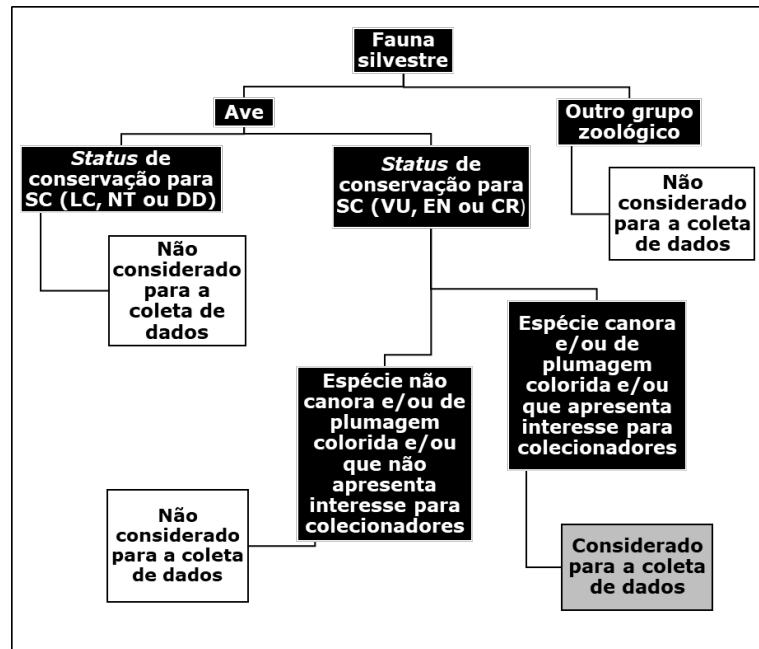 Fauna
silvestre
Ave
Outro grupo
zoológico
Status de
conservação para
SC (LC, NT ou DD)
Status de
conservação para
SC (VU, EN ou CR)
Não
considerado
para a coleta
de dados
Não
considerado
para a
coleta de
dados
Espécie canora
e/ou de
plumagem
colorida e/ou
que apresenta
interesse para
colecionadores
Espécie não
canora e/ou de
plumagem
colorida e/ou
que não
apresenta
interesse para
colecionadores
Não
considerado
para a coleta
de dados
Considerado
para a coleta
de dados